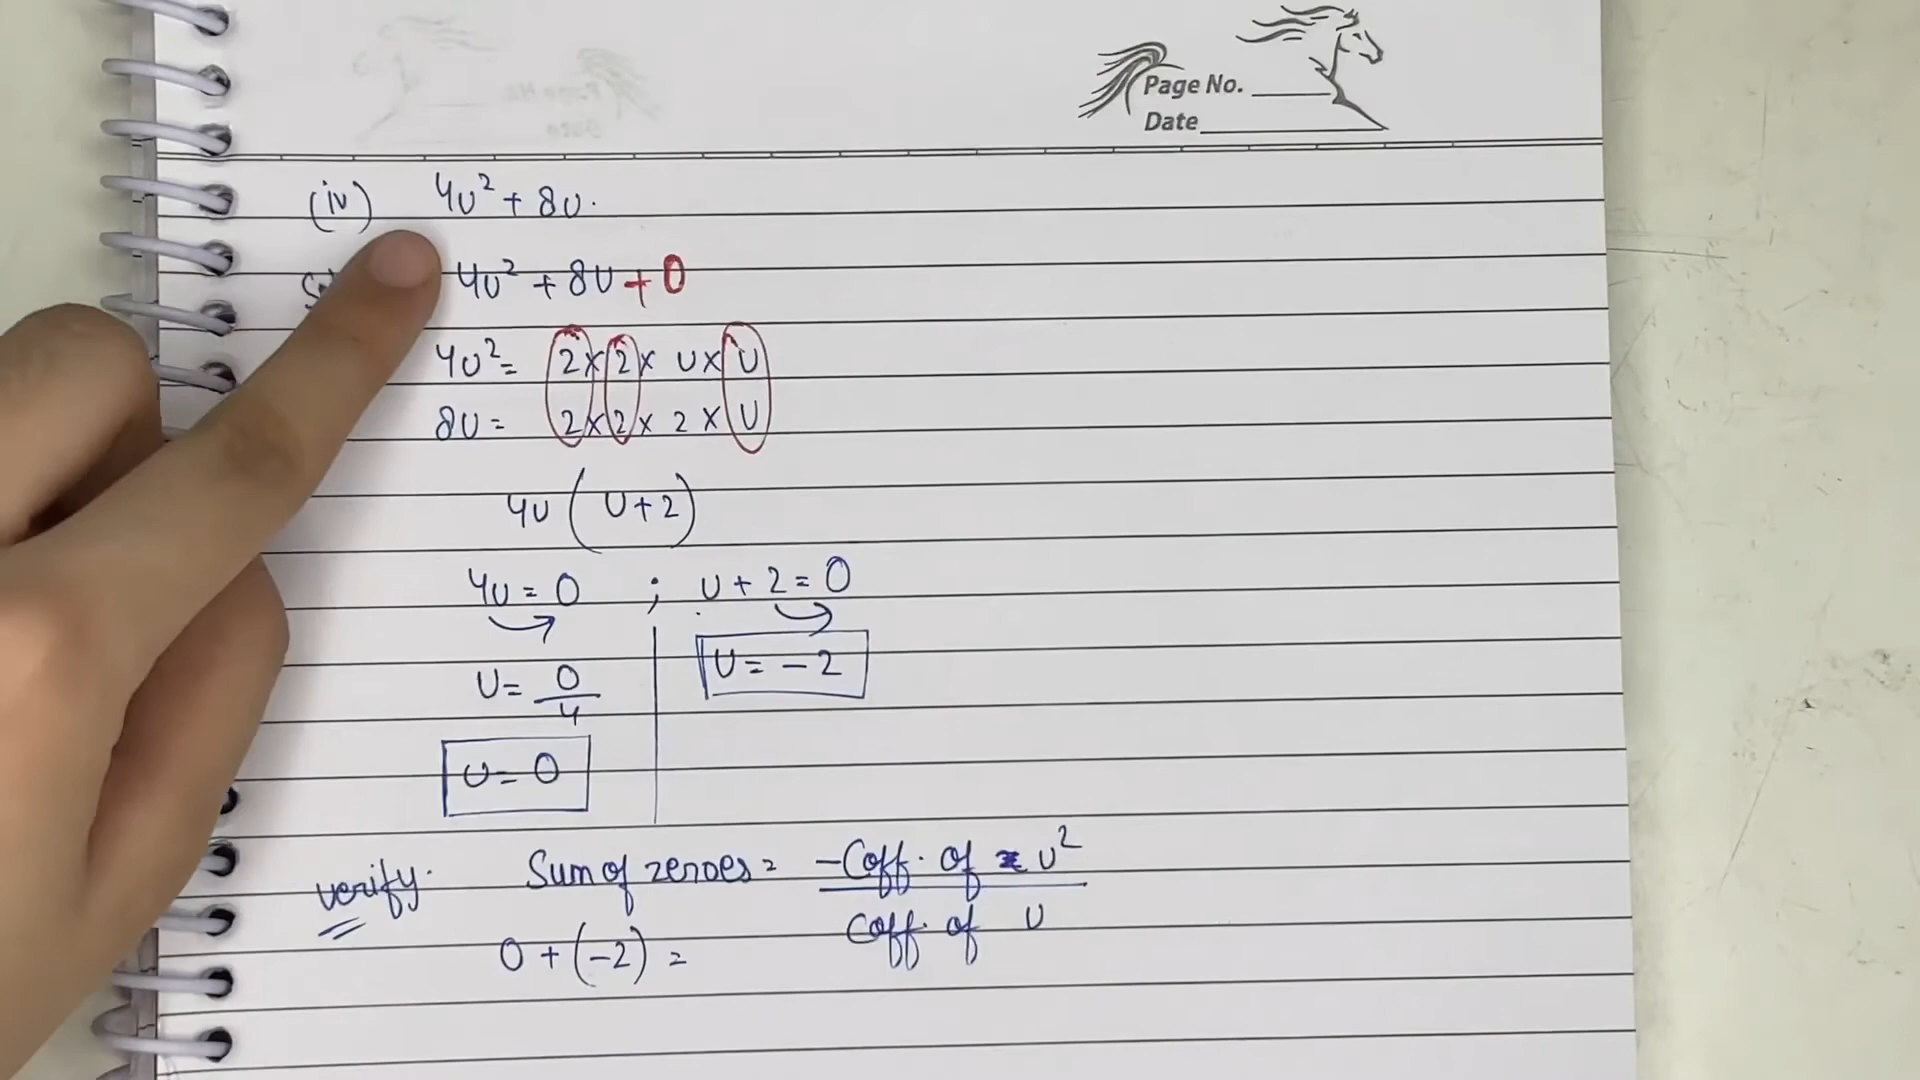 Page No.
Date
(iv) 4u² + 8u.
4u² + 8u + 0
4u² = 2 x 2 x u x u
8u = 2 x 2 x 2 x u
4u ( u + 2 )
4u = 0 ; u + 2 = 0
u = 0/4
u = -2
u = 0
verify. Sum of zeroes = -Coff. of u² / Coff. of u
0 + (-2) =